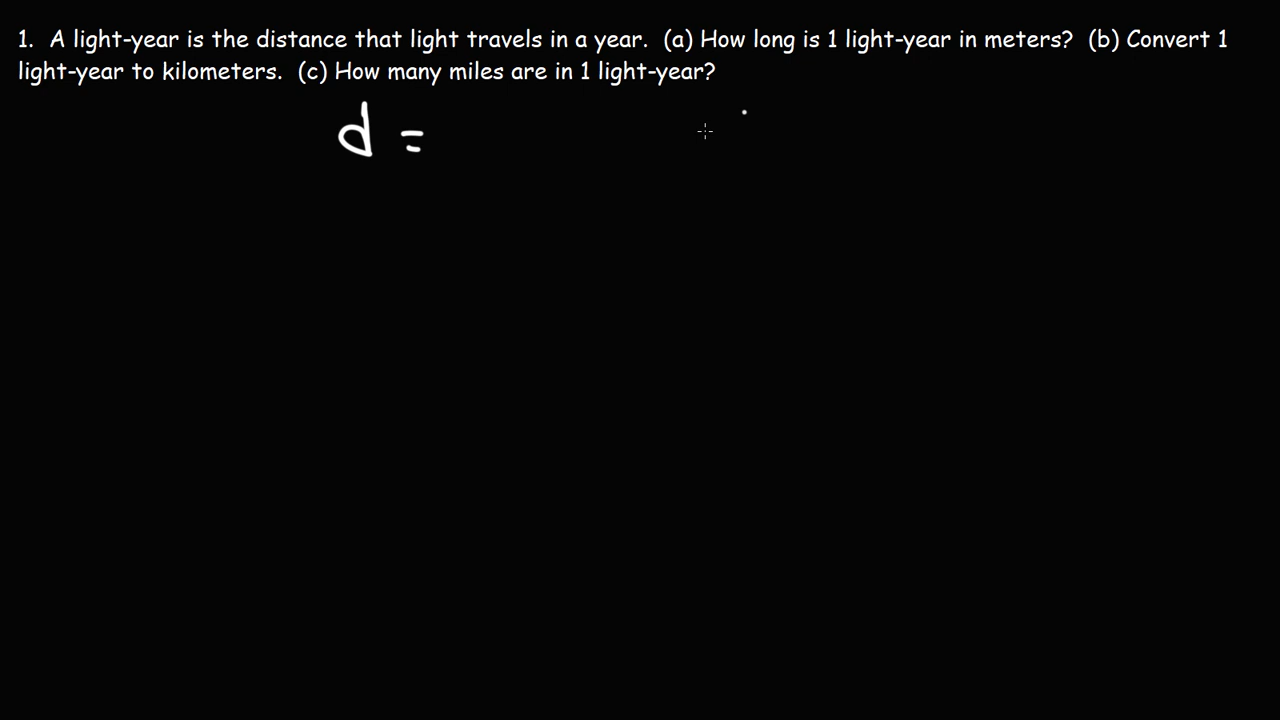 1. A light-year is the distance that light travels in a year. (a) How long is 1 light-year in meters? (b) Convert 1
light-year to kilometers. (c) How many miles are in 1 light-year?
d =